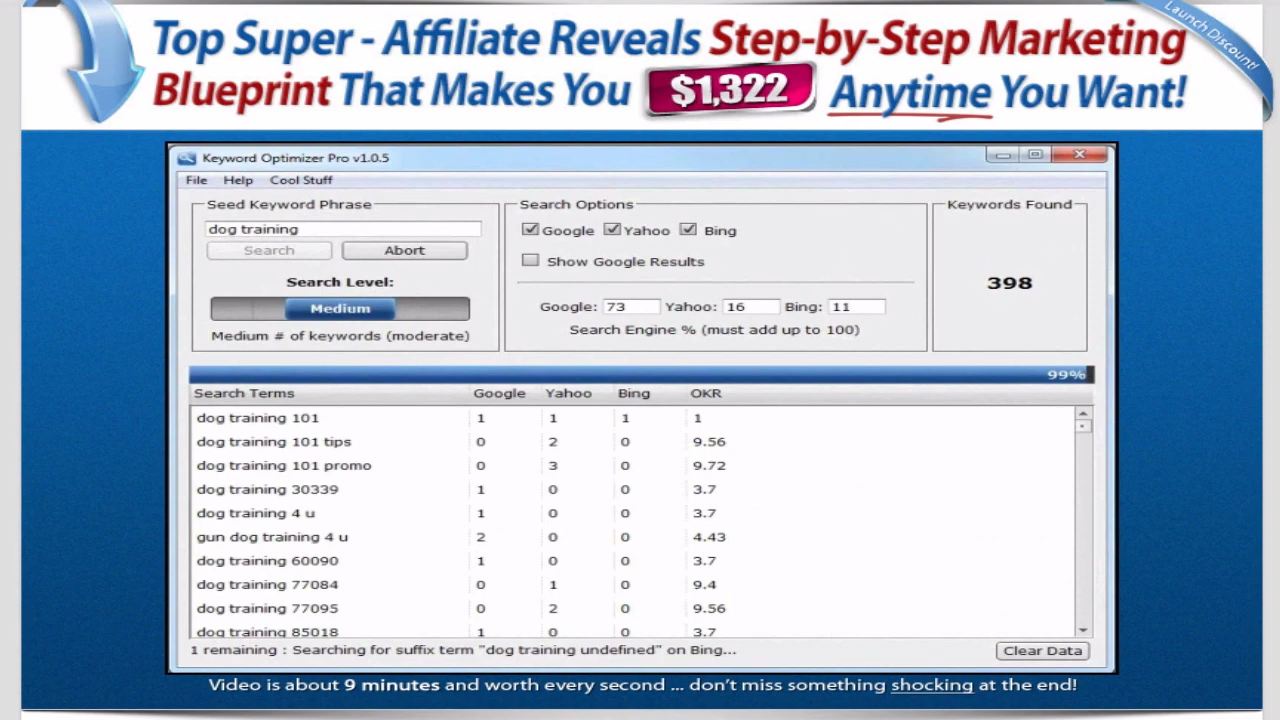 Launch Discount!
Top Super - Affiliate Reveals Step-by-Step Marketing
Blueprint That Makes You $1,322 Anytime You Want!
Keyword Optimizer Pro v1.0.5
File Help Cool Stuff
Seed Keyword Phrase Search Options Keywords Found
dog training
Google Yahoo Bing
Search Abort
Show Google Results
Search Level:
398
Medium
Google: 73 Yahoo: 16 Bing: 11
Medium # of keywords (moderate) Search Engine % (must add up to 100)
99%
Search Terms Google Yahoo Bing OKR
dog training 101 1 1 1 1
dog training 101 tips 0 2 0 9.56
dog training 101 promo 0 3 0 9.72
dog training 30339 1 0 0 3.7
dog training 4 u 1 0 0 3.7
gun dog training 4 u 2 0 0 4.43
dog training 60090 1 0 0 3.7
dog training 77084 0 1 0 9.4
dog training 77095 0 2 0 9.56
dog training 85018 1 0 0 3.7
1 remaining : Searching for suffix term "dog training undefined" on Bing... Clear Data
Video is about 9 minutes and worth every second ... don't miss something shocking at the end!